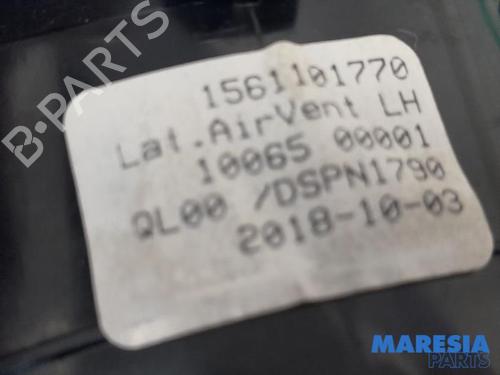 1561101770
Lat.AirVent LH
10065 00001
QL00 /DSPN1790
2018-10-03
B-PARTS
MARESIA
PARTS